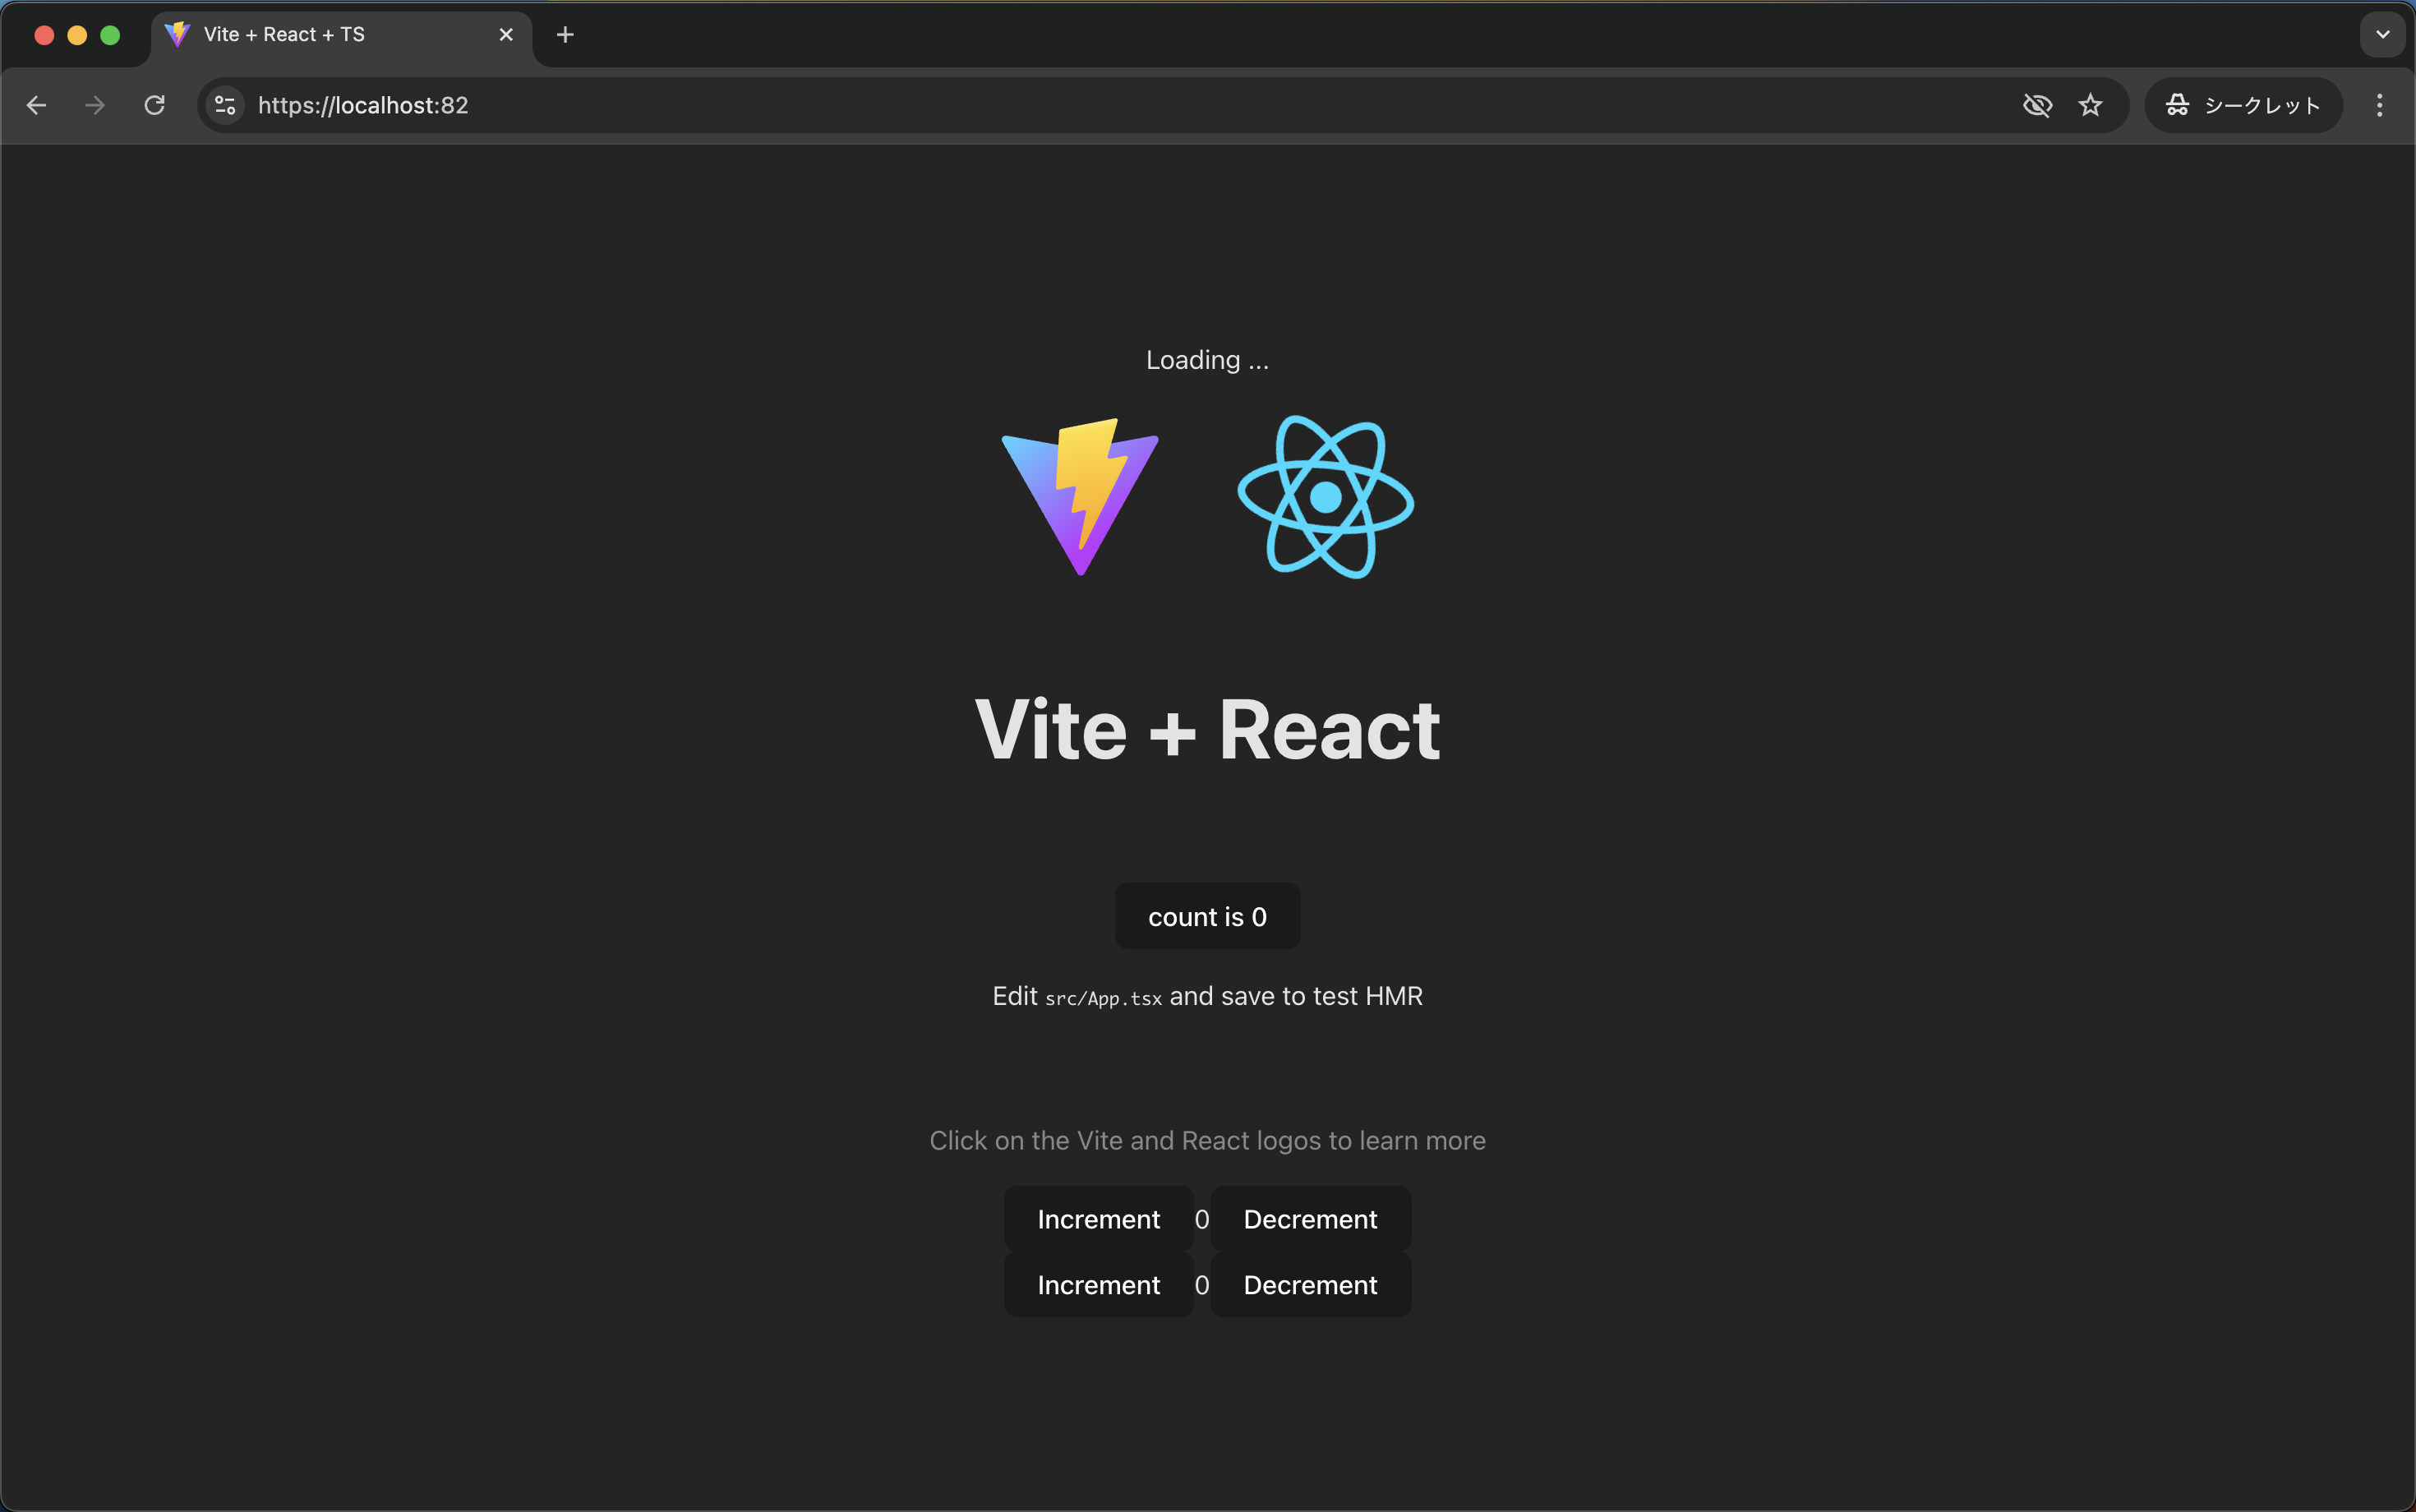 Vite + React + TS
https://localhost:82
シークレット
Loading ...
Vite + React
count is 0
Edit src/App.tsx and save to test HMR
Click on the Vite and React logos to learn more
Increment 0 Decrement
Increment 0 Decrement